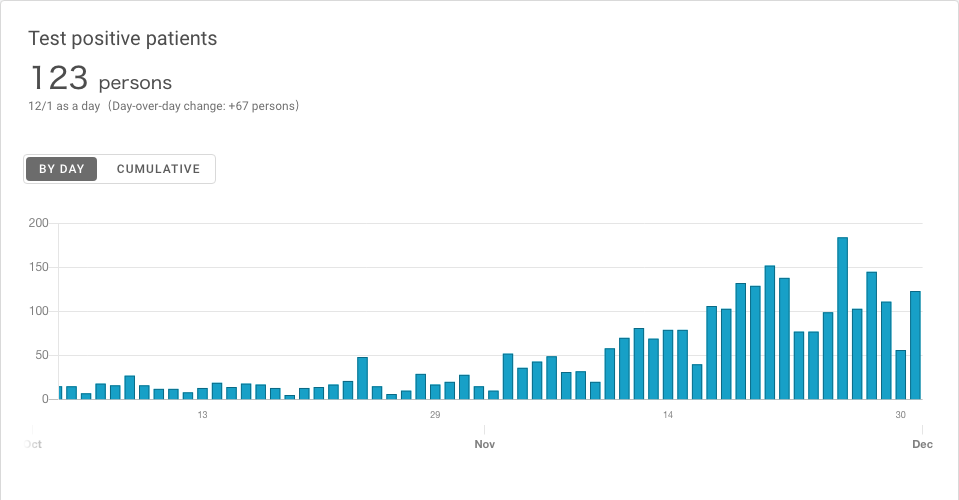 Test positive patients
123 persons
12/1 as a day（Day-over-day change: +67 persons）
BY DAY CUMULATIVE
200
150
100
50
0
13 29 14 30
Oct Nov Dec